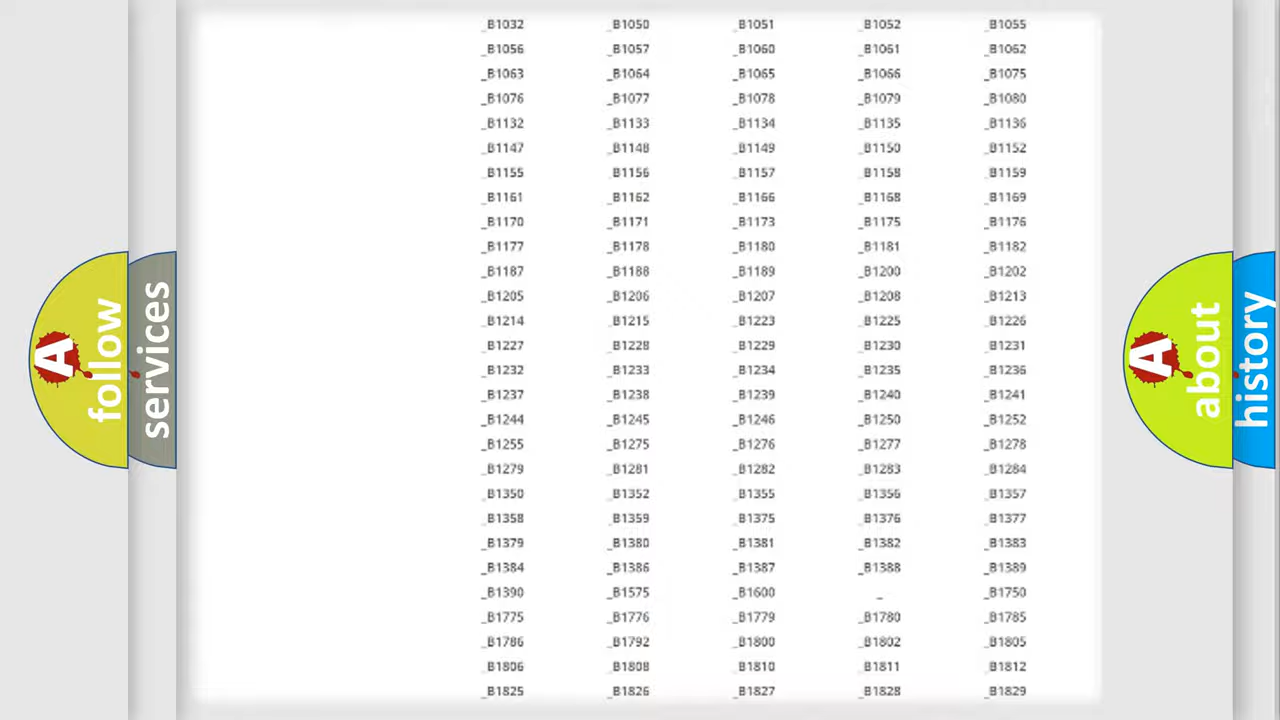 _B1032 _B1050 _B1051 _B1052 _B1055
_B1056 _B1057 _B1060 _B1061 _B1062
_B1063 _B1064 _B1065 _B1066 _B1075
_B1076 _B1077 _B1078 _B1079 _B1080
_B1132 _B1133 _B1134 _B1135 _B1136
_B1147 _B1148 _B1149 _B1150 _B1152
_B1155 _B1156 _B1157 _B1158 _B1159
_B1161 _B1162 _B1166 _B1168 _B1169
_B1170 _B1171 _B1173 _B1175 _B1176
_B1177 _B1178 _B1180 _B1181 _B1182
_B1187 _B1188 _B1189 _B1200 _B1202
_B1205 _B1206 _B1207 _B1208 _B1213
_B1214 _B1215 _B1223 _B1225 _B1226
_B1227 _B1228 _B1229 _B1230 _B1231
_B1232 _B1233 _B1234 _B1235 _B1236
_B1237 _B1238 _B1239 _B1240 _B1241
_B1244 _B1245 _B1246 _B1250 _B1252
_B1255 _B1275 _B1276 _B1277 _B1278
_B1279 _B1281 _B1282 _B1283 _B1284
_B1350 _B1352 _B1355 _B1356 _B1357
_B1358 _B1359 _B1375 _B1376 _B1377
_B1379 _B1380 _B1381 _B1382 _B1383
_B1384 _B1386 _B1387 _B1388 _B1389
_B1390 _B1575 _B1600 _ _B1750
_B1775 _B1776 _B1779 _B1780 _B1785
_B1786 _B1792 _B1800 _B1802 _B1805
_B1806 _B1808 _B1810 _B1811 _B1812
_B1825 _B1826 _B1827 _B1828 _B1829
A
follow
services
A
about
history